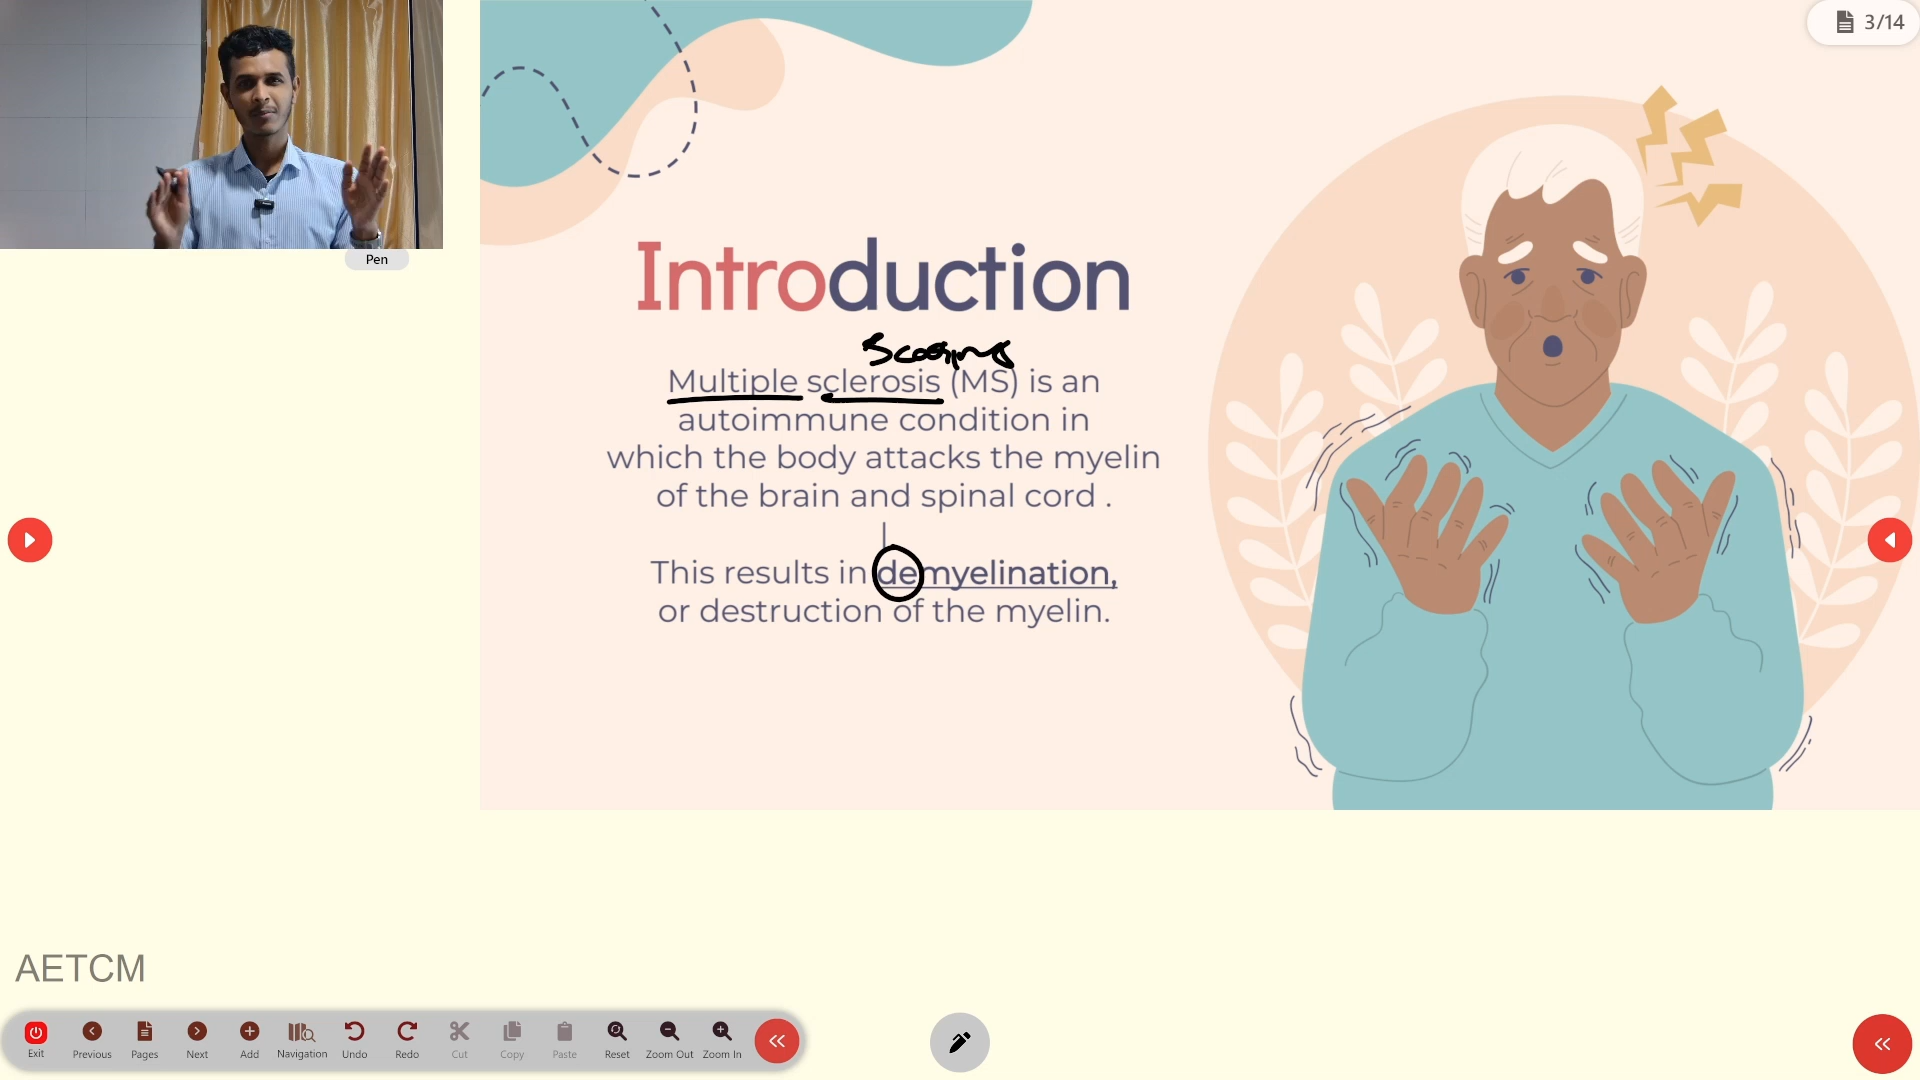 3/14
Pen
Introduction
Multiple sclerosis (MS) is an
autoimmune condition in
which the body attacks the myelin
of the brain and spinal cord .
This results in demyelination,
or destruction of the myelin.
AETCM
Exit Previous Pages Next Add Navigation Undo Redo Cut Copy Paste Reset Zoom Out Zoom In